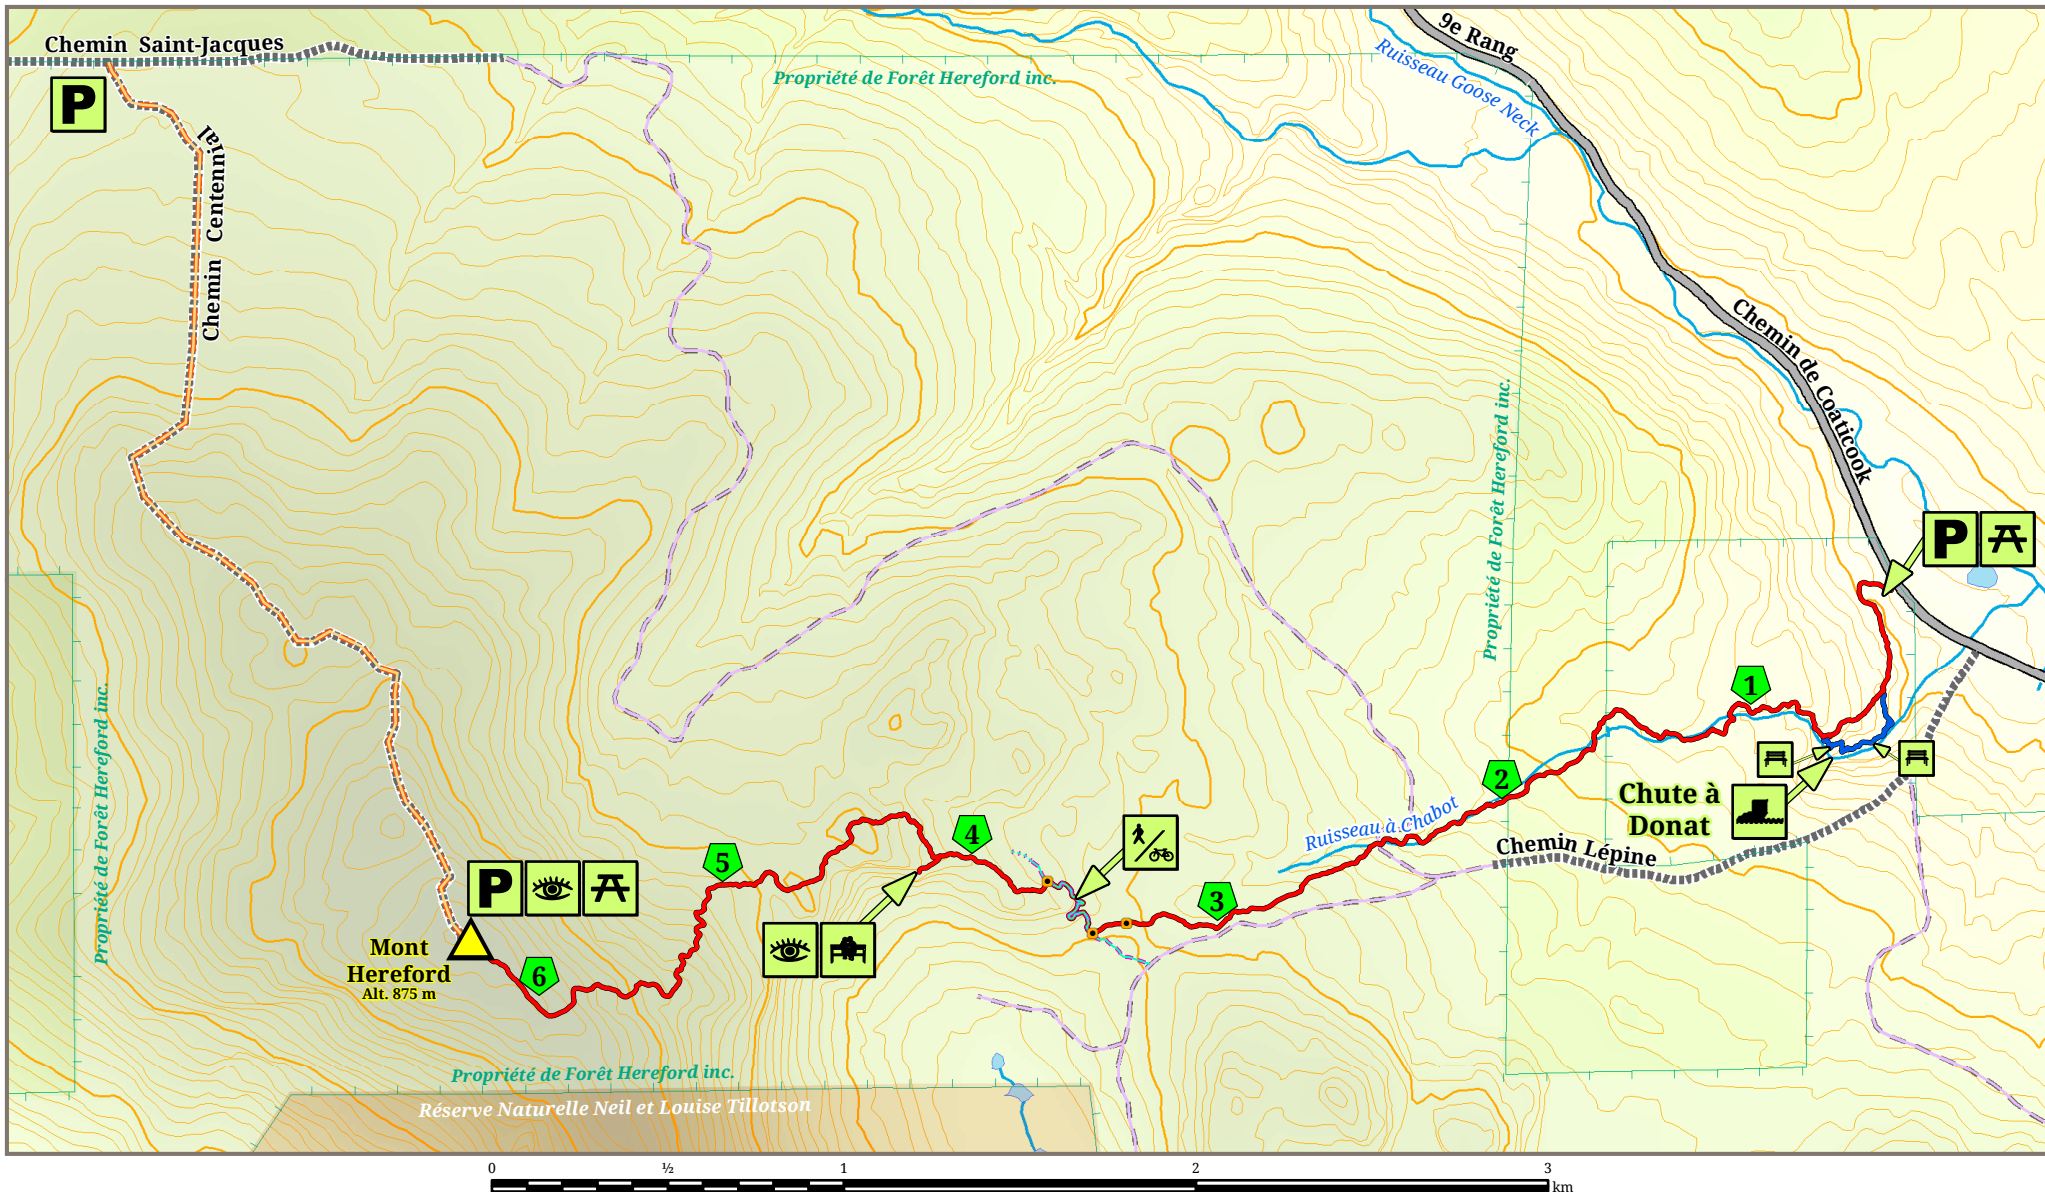 Chemin Saint-Jacques
P
Chemin Centennial
Propriété de Forêt Hereford inc.
9e Rang
Ruisseau Goose Neck
Chemin de Coaticook
P
Propriété de Forêt Hereford inc.
1
2
Chute à
Donat
Ruisseau à Chabot
Chemin Lépine
3
4
5
P
6
Mont
Hereford
Alt. 875 m
Propriété de Forêt Hereford inc.
Propriété de Forêt Hereford inc.
Réserve Naturelle Neil et Louise Tillotson
0 ½ 1 2 3 km